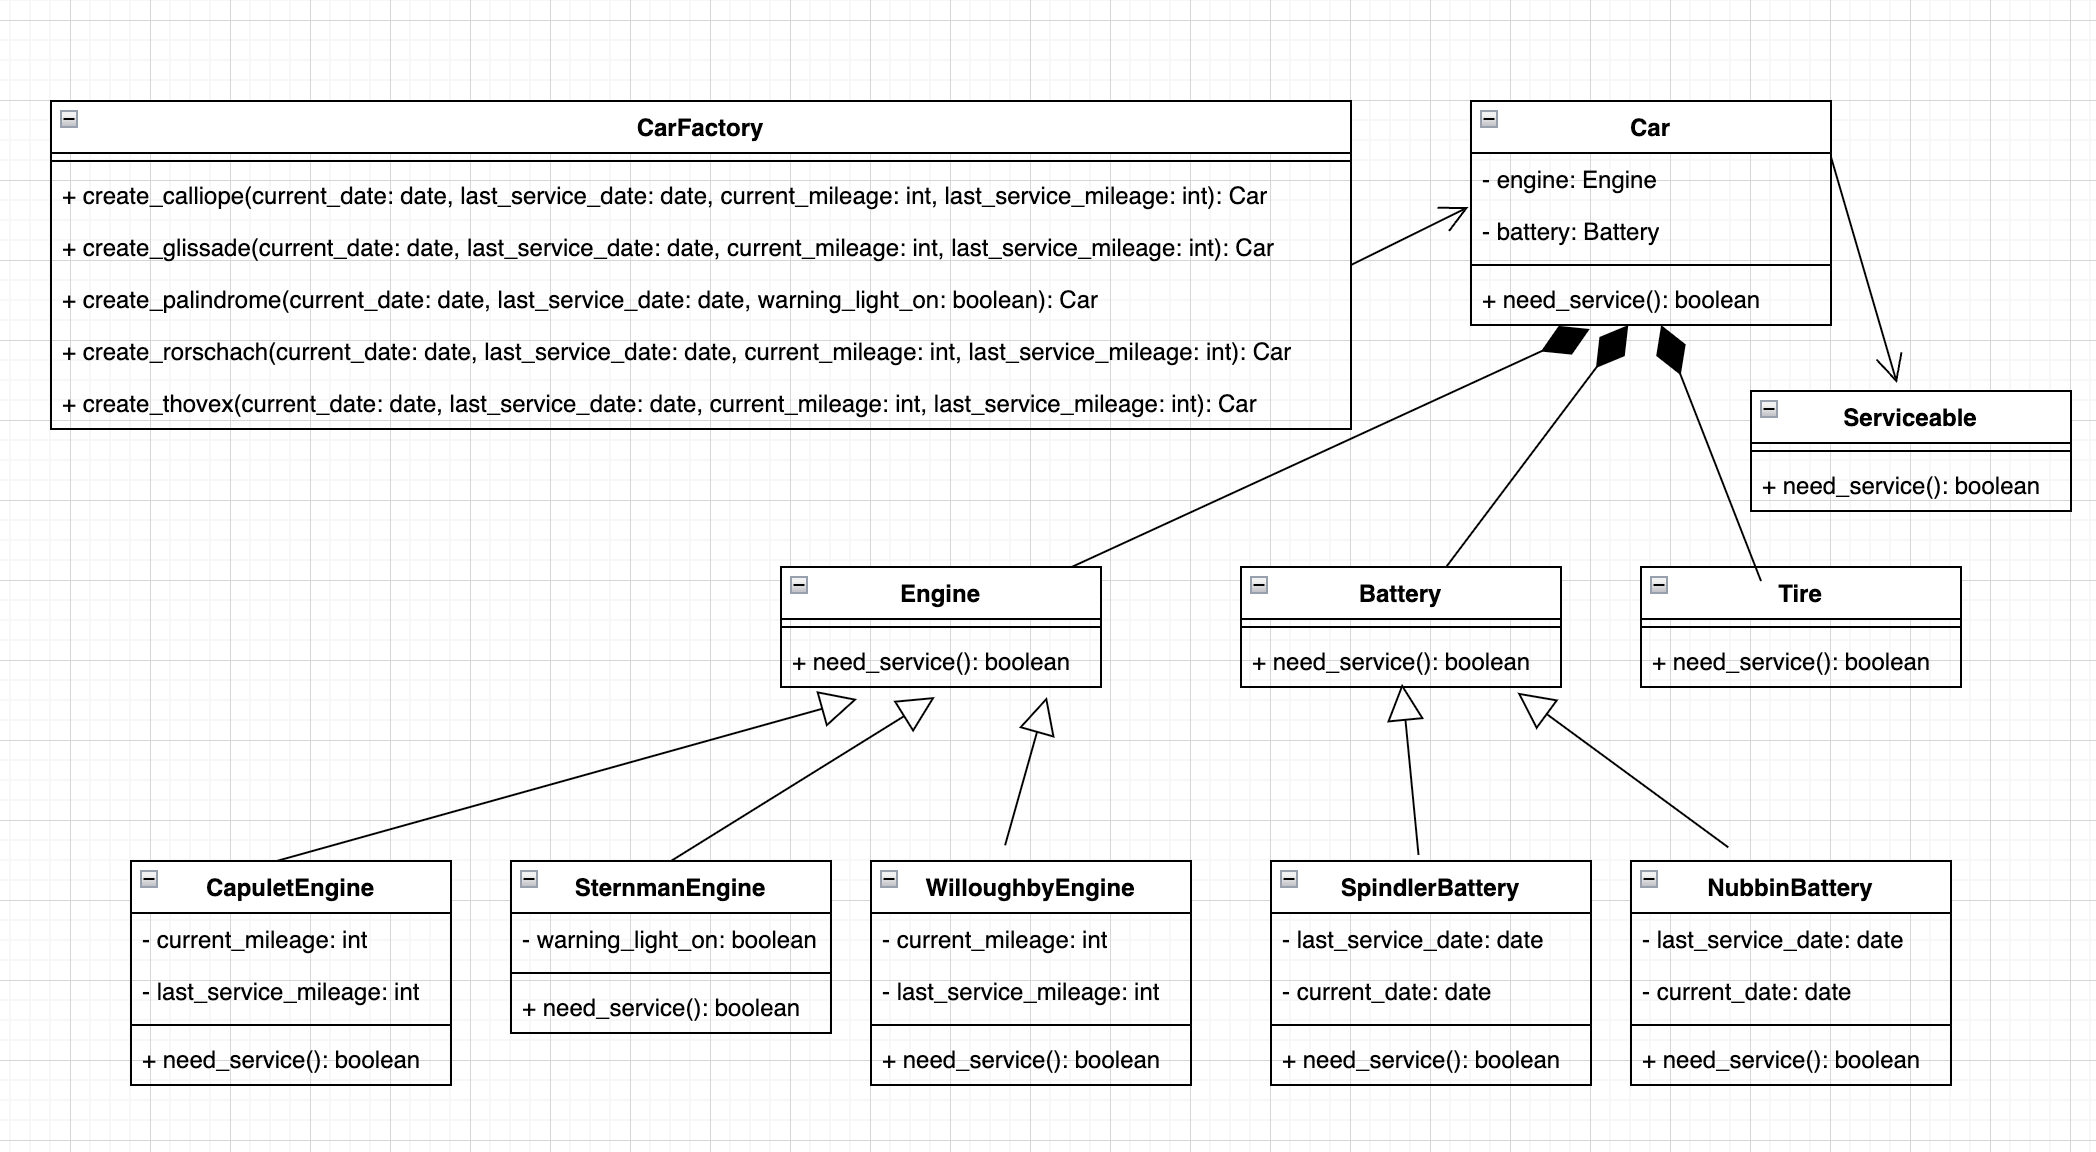 CarFactory
+ create_calliope(current_date: date, last_service_date: date, current_mileage: int, last_service_mileage: int): Car
+ create_glissade(current_date: date, last_service_date: date, current_mileage: int, last_service_mileage: int): Car
+ create_palindrome(current_date: date, last_service_date: date, warning_light_on: boolean): Car
+ create_rorschach(current_date: date, last_service_date: date, current_mileage: int, last_service_mileage: int): Car
+ create_thovex(current_date: date, last_service_date: date, current_mileage: int, last_service_mileage: int): Car
Car
- engine: Engine
- battery: Battery
+ need_service(): boolean
Serviceable
+ need_service(): boolean
Engine
+ need_service(): boolean
Battery
+ need_service(): boolean
Tire
+ need_service(): boolean
CapuletEngine
- current_mileage: int
- last_service_mileage: int
+ need_service(): boolean
SternmanEngine
- warning_light_on: boolean
+ need_service(): boolean
WilloughbyEngine
- current_mileage: int
- last_service_mileage: int
+ need_service(): boolean
SpindlerBattery
- last_service_date: date
- current_date: date
+ need_service(): boolean
NubbinBattery
- last_service_date: date
- current_date: date
+ need_service(): boolean